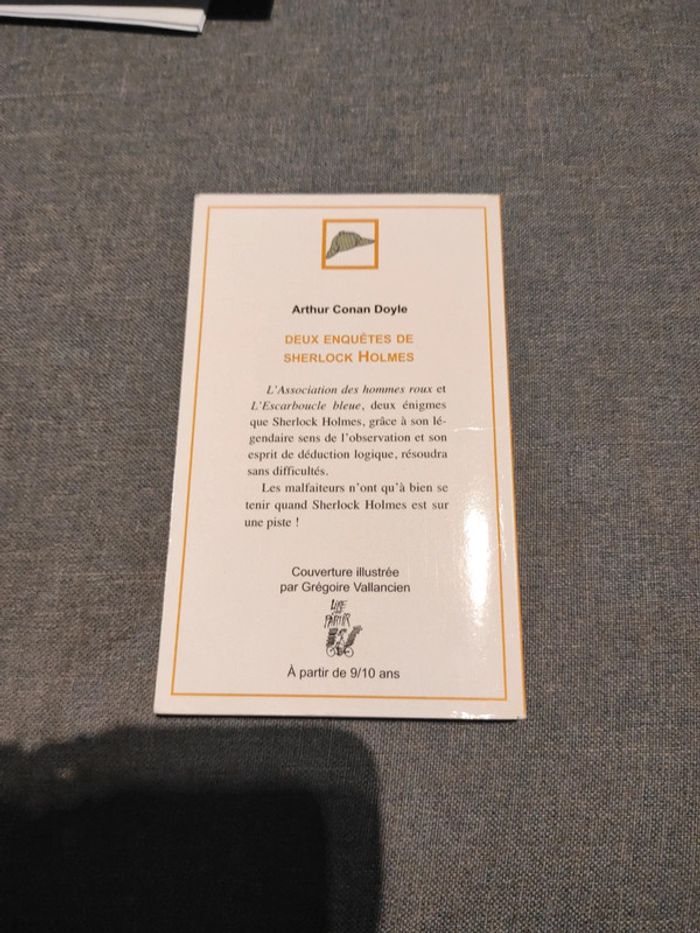 Arthur Conan Doyle
DEUX ENQUÊTES DE
SHERLOCK HOLMES
L'Association des hommes roux et
L'Escarboucle bleue, deux énigmes
que Sherlock Holmes, grâce à son lé-
gendaire sens de l'observation et son
esprit de déduction logique, résoudra
sans difficultés.
Les malfaiteurs n'ont qu'à bien se
tenir quand Sherlock Holmes est sur
une piste !
Couverture illustrée
par Grégoire Vallancien
LIRE
C'EST
PARTIR
À partir de 9/10 ans